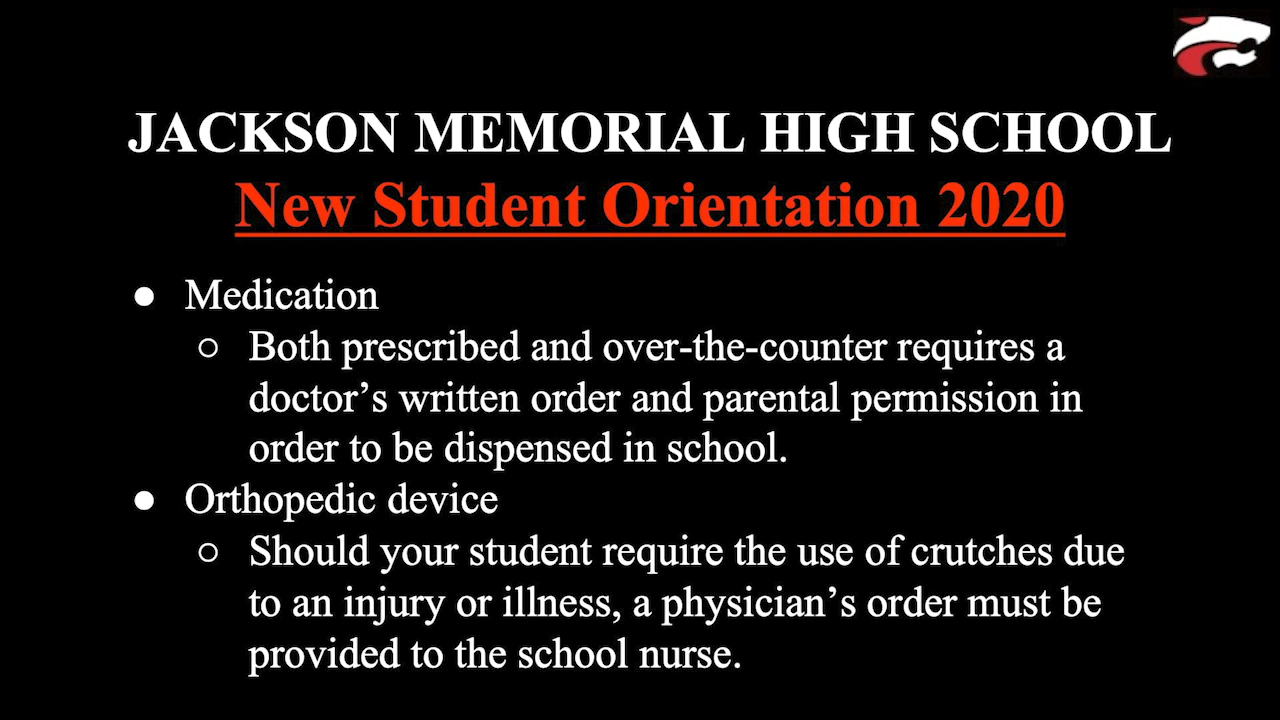 JACKSON MEMORIAL HIGH SCHOOL
New Student Orientation 2020
● Medication
○ Both prescribed and over-the-counter requires a
doctor’s written order and parental permission in
order to be dispensed in school.
● Orthopedic device
○ Should your student require the use of crutches due
to an injury or illness, a physician’s order must be
provided to the school nurse.